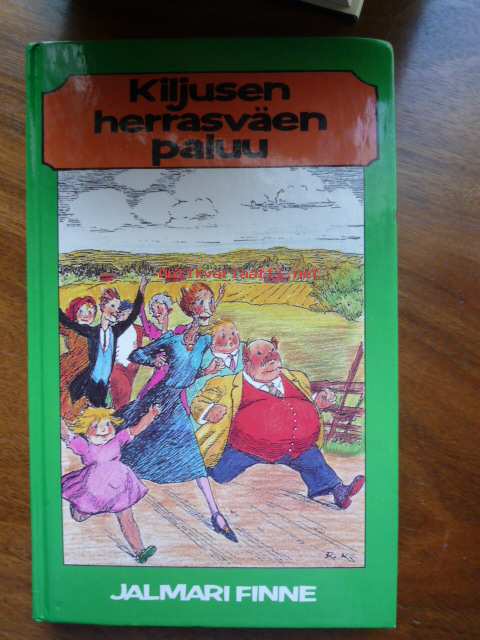 Kiljusen
herrasväen
paluu
R. K.
JALMARI FINNE